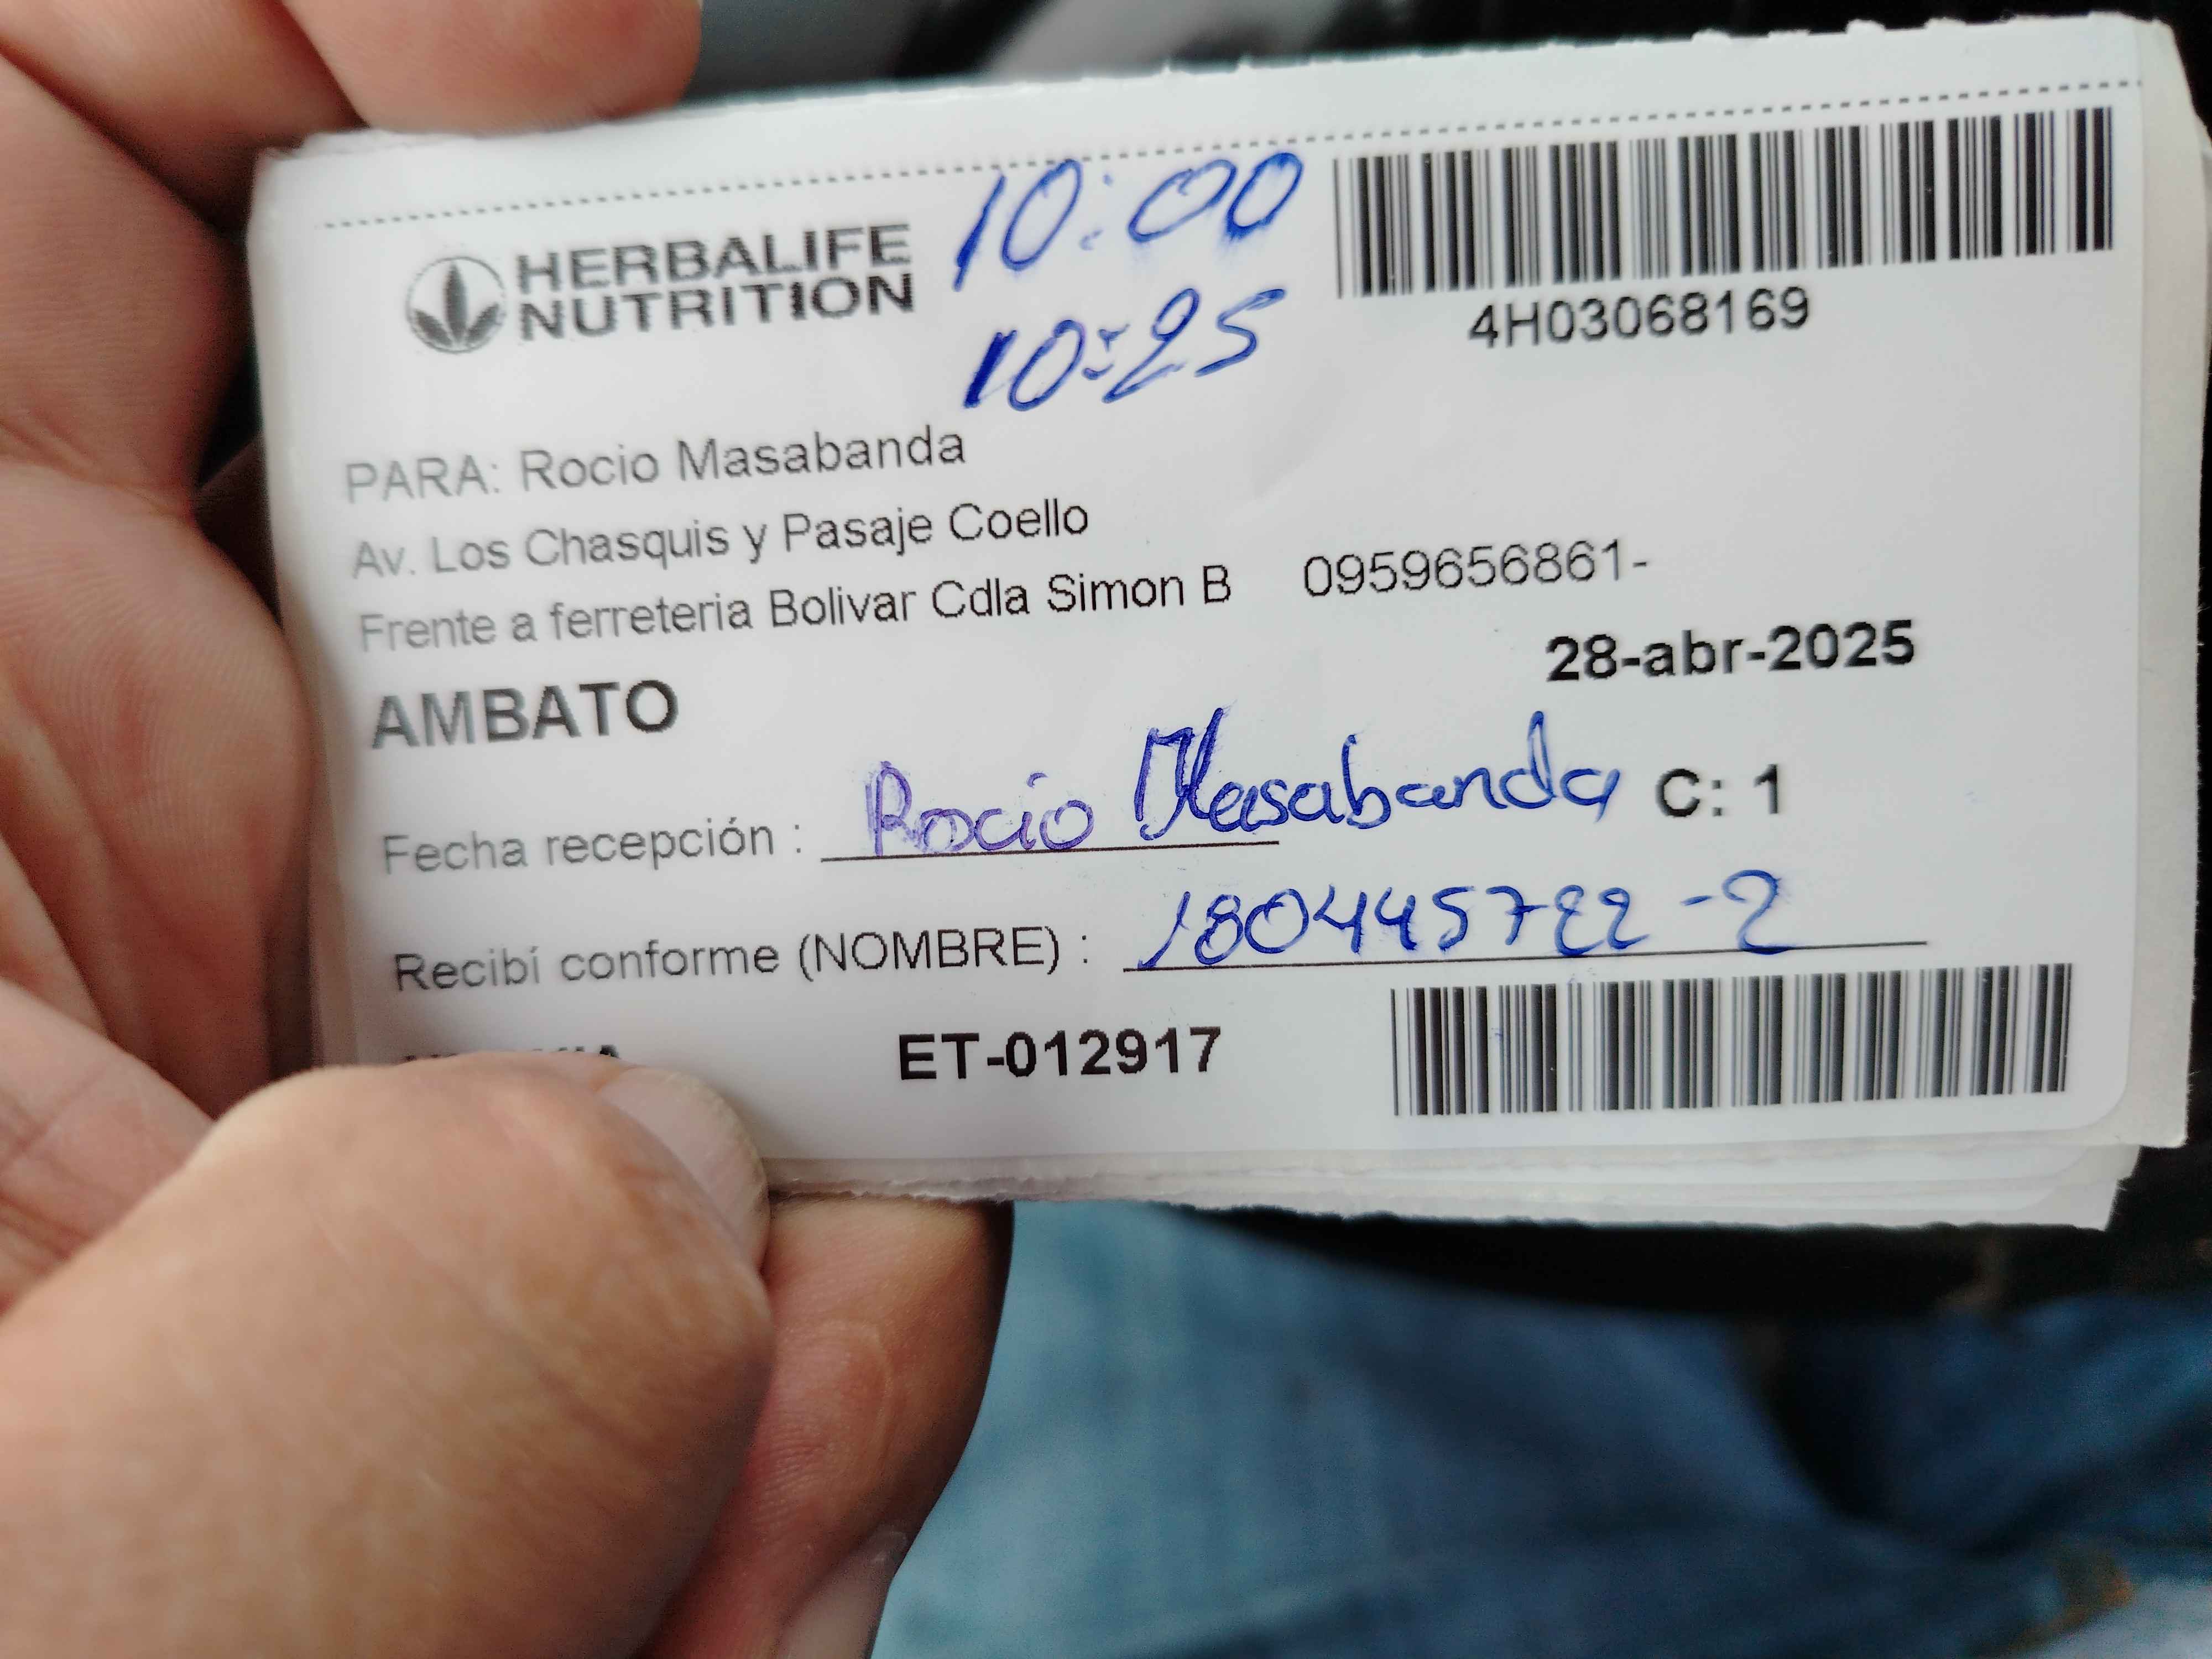 HERBALIFE
NUTRITION
10:00
10:25
4H03068169
PARA: Rocio Masabanda
Av. Los Chasquis y Pasaje Coello
Frente a ferreteria Bolivar Cdla Simon B 0959656861-
28-abr-2025
AMBATO
Fecha recepción : Rocio Masabanda C: 1
Recibí conforme (NOMBRE) : 180445722-2
ET-012917